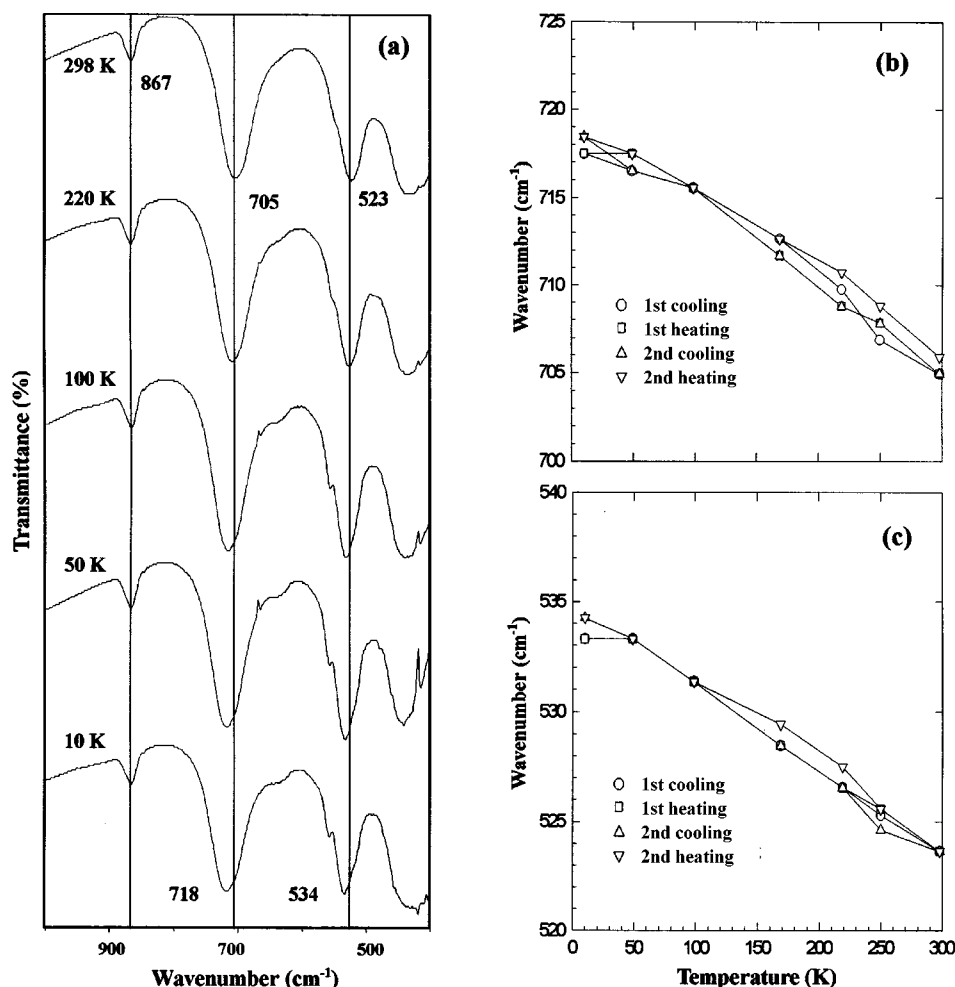 (a)
298 K
867
220 K
705 523
100 K
50 K
10 K
718 534
Transmittance (%)
900 700 500
Wavenumber (cm⁻¹)
725
(b)
720
715
710
705
700
Wavenumber (cm⁻¹)
1st cooling
1st heating
2nd cooling
2nd heating
540
(c)
535
530
525
520
Wavenumber (cm⁻¹)
1st cooling
1st heating
2nd cooling
2nd heating
0 50 100 150 200 250 300
Temperature (K)